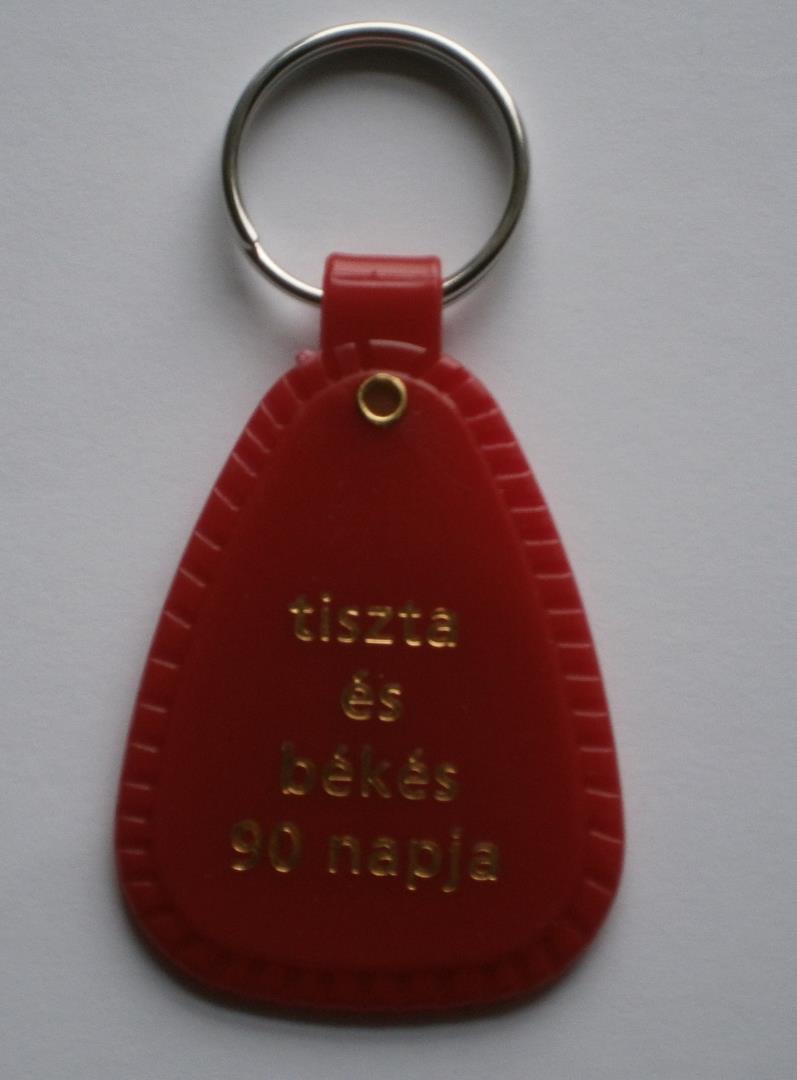 tiszta
és
békés
90 napja